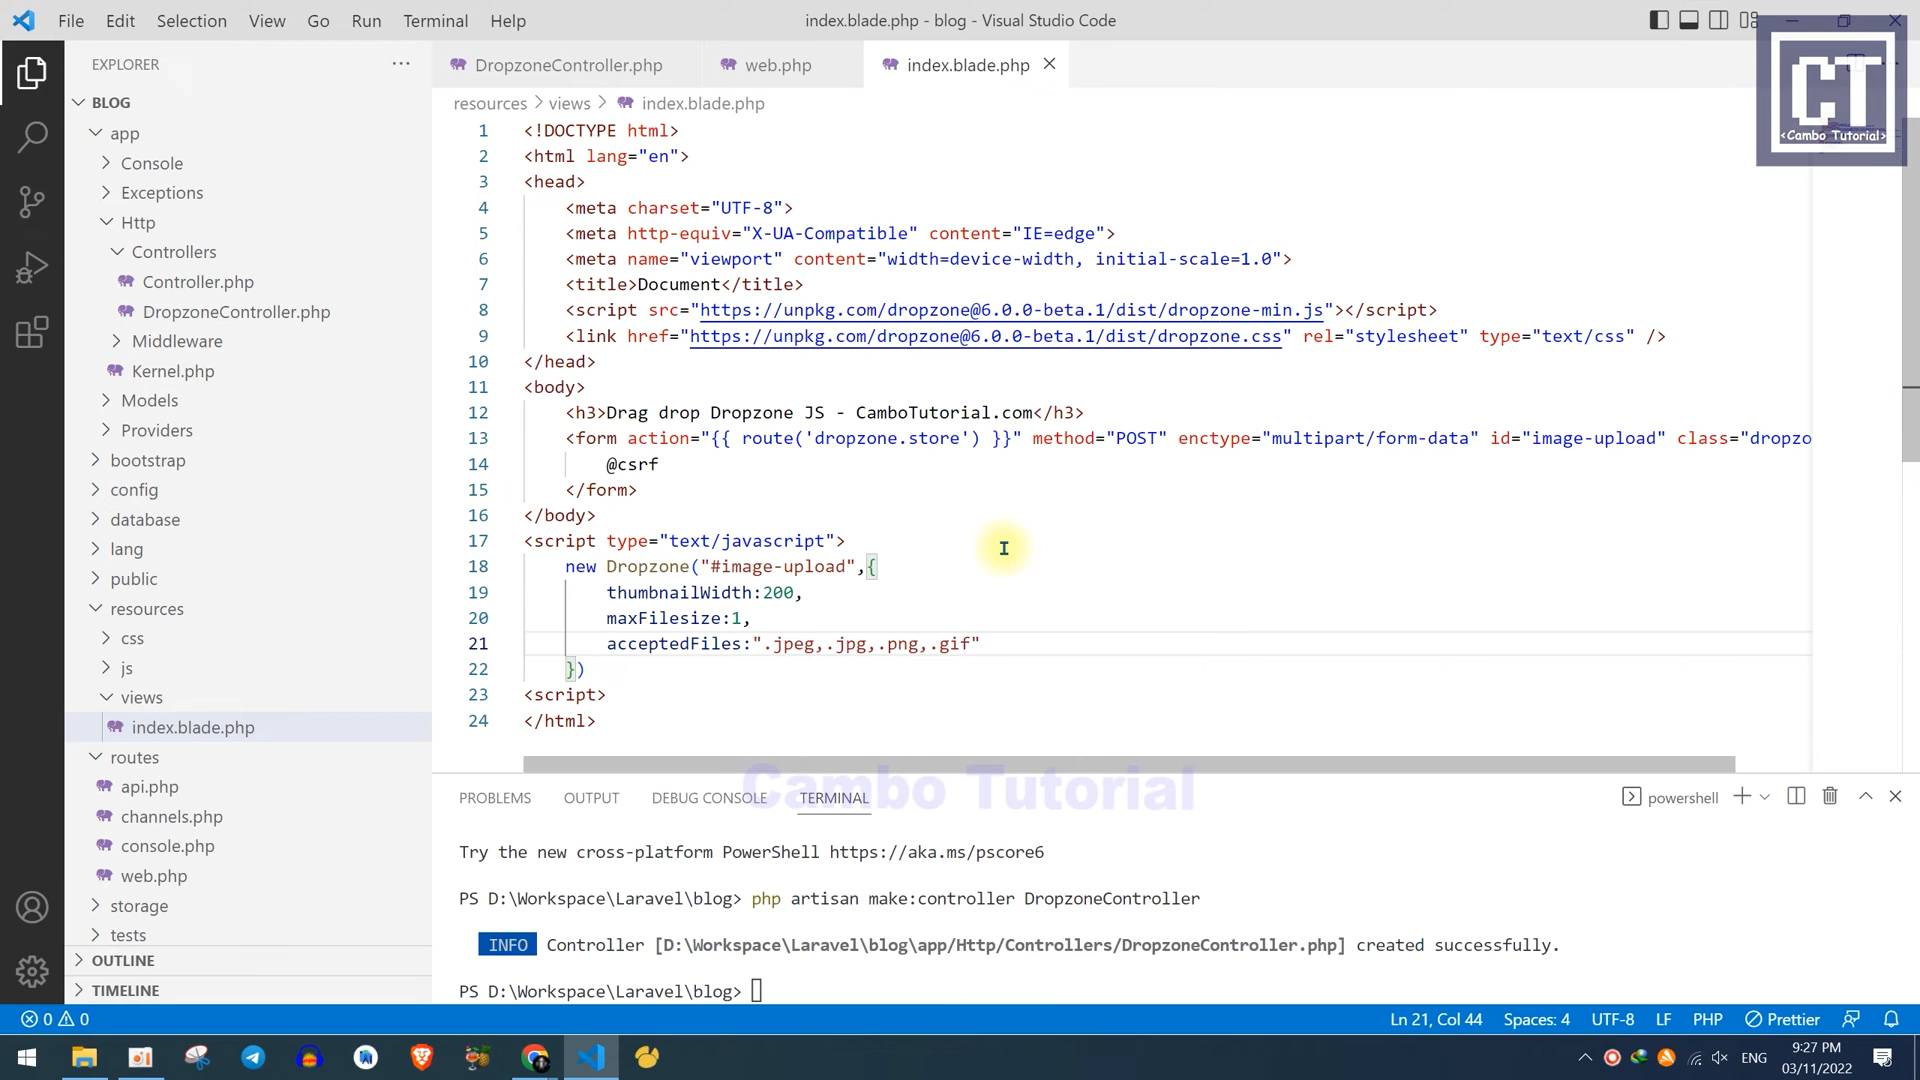 File Edit Selection View Go Run Terminal Help
index.blade.php - blog - Visual Studio Code
CT
<Cambo Tutorial>
EXPLORER
BLOG
app
Console
Exceptions
Http
Controllers
Controller.php
DropzoneController.php
Middleware
Kernel.php
Models
Providers
bootstrap
config
database
lang
public
resources
css
js
views
index.blade.php
routes
api.php
channels.php
console.php
web.php
storage
tests
OUTLINE
TIMELINE
DropzoneController.php web.php index.blade.php
resources > views > index.blade.php
1 <!DOCTYPE html>
2 <html lang="en">
3 <head>
4 <meta charset="UTF-8">
5 <meta http-equiv="X-UA-Compatible" content="IE=edge">
6 <meta name="viewport" content="width=device-width, initial-scale=1.0">
7 <title>Document</title>
8 <script src="https://unpkg.com/dropzone@6.0.0-beta.1/dist/dropzone-min.js"></script>
9 <link href="https://unpkg.com/dropzone@6.0.0-beta.1/dist/dropzone.css" rel="stylesheet" type="text/css" />
10 </head>
11 <body>
12 <h3>Drag drop Dropzone JS - CamboTutorial.com</h3>
13 <form action="{{ route('dropzone.store') }}" method="POST" enctype="multipart/form-data" id="image-upload" class="dropzo
14 @csrf
15 </form>
16 </body>
17 <script type="text/javascript">
18 new Dropzone("#image-upload",{
19 thumbnailWidth:200,
20 maxFilesize:1,
21 acceptedFiles:".jpeg,.jpg,.png,.gif"
22 })
23 <script>
24 </html>
Cambo Tutorial
PROBLEMS OUTPUT DEBUG CONSOLE TERMINAL
powershell
Try the new cross-platform PowerShell https://aka.ms/pscore6
PS D:\Workspace\Laravel\blog> php artisan make:controller DropzoneController
INFO Controller [D:\Workspace\Laravel\blog\app/Http/Controllers/DropzoneController.php] created successfully.
PS D:\Workspace\Laravel\blog>
0 0
Ln 21, Col 44 Spaces: 4 UTF-8 LF PHP Prettier
ENG
9:27 PM
03/11/2022